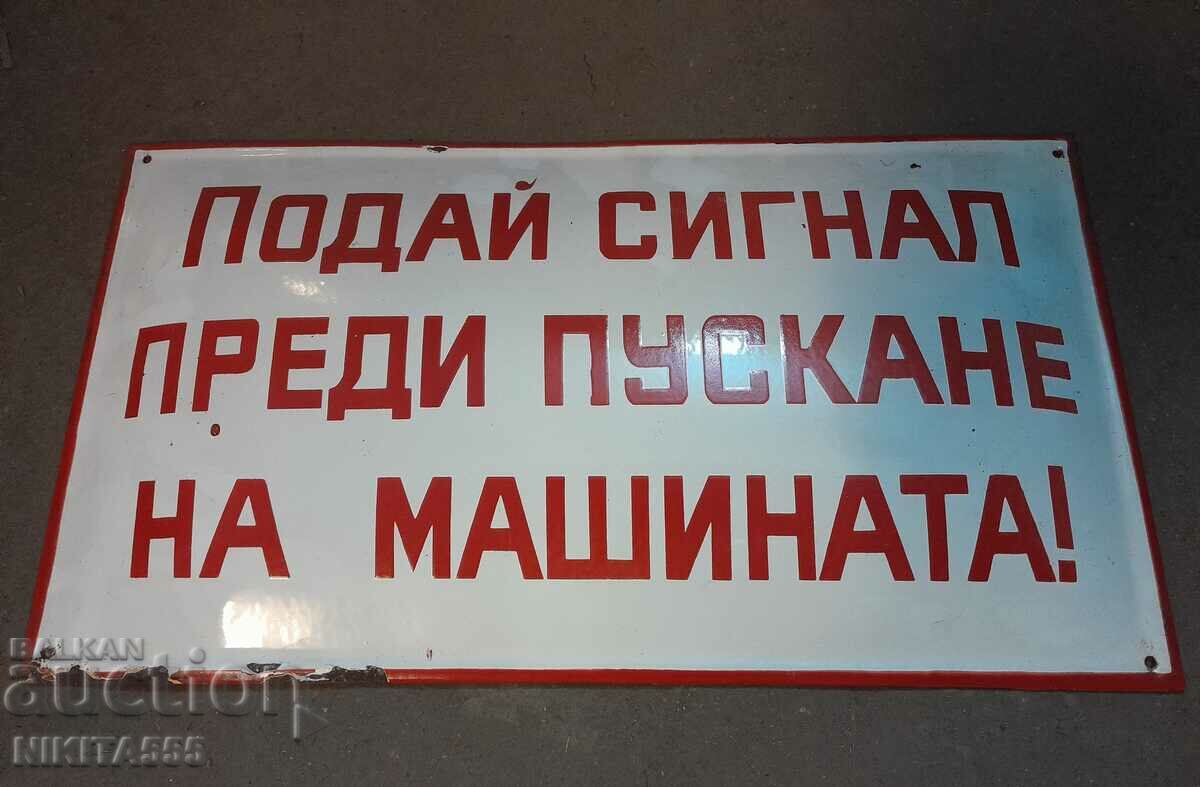 ПОДАЙ СИГНАЛ
ПРЕДИ ПУСКАНЕ
НА МАШИНАТА!
BALKAN
auction
NIKITA555